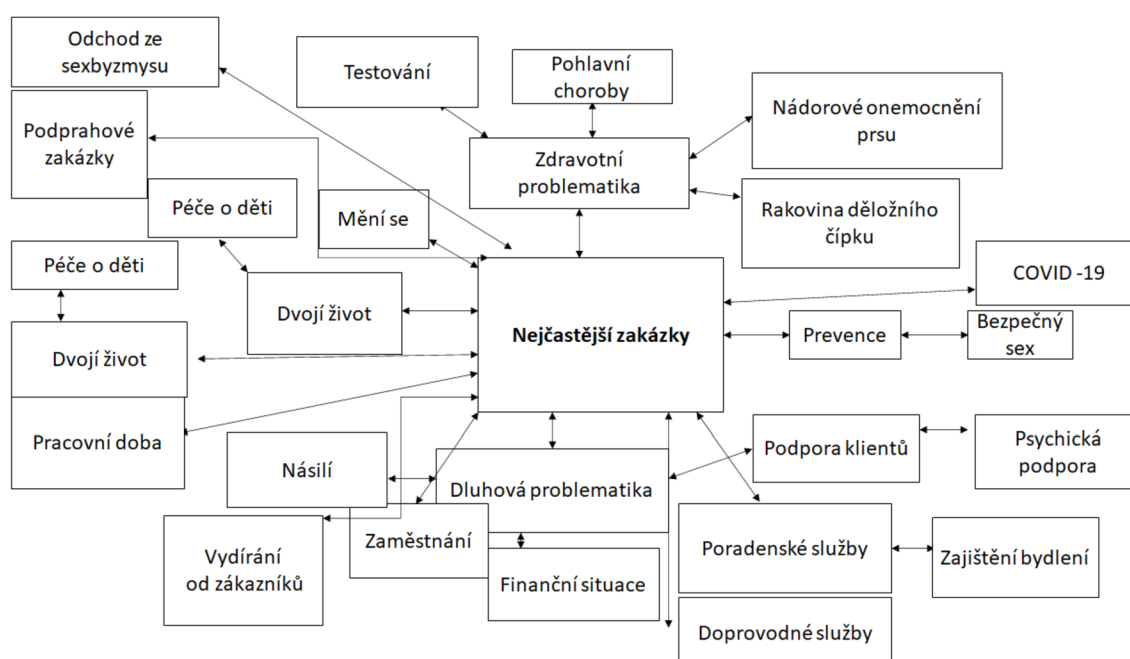 Odchod ze
sexbyzmysu
Testování
Pohlavní
choroby
Nádorové onemocnění
prsu
Podprahové
zakázky
Zdravotní
problematika
Péče o děti
Mění se
Rakovina děložního
čípku
Péče o děti
COVID -19
Dvojí život
Nejčastější zakázky
Prevence
Bezpečný
sex
Dvojí život
Pracovní doba
Násilí
Dluhová problematika
Podpora klientů
Psychická
podpora
Zaměstnání
Vydírání
od zákazníků
Finanční situace
Poradenské služby
Zajištění bydlení
Doprovodné služby